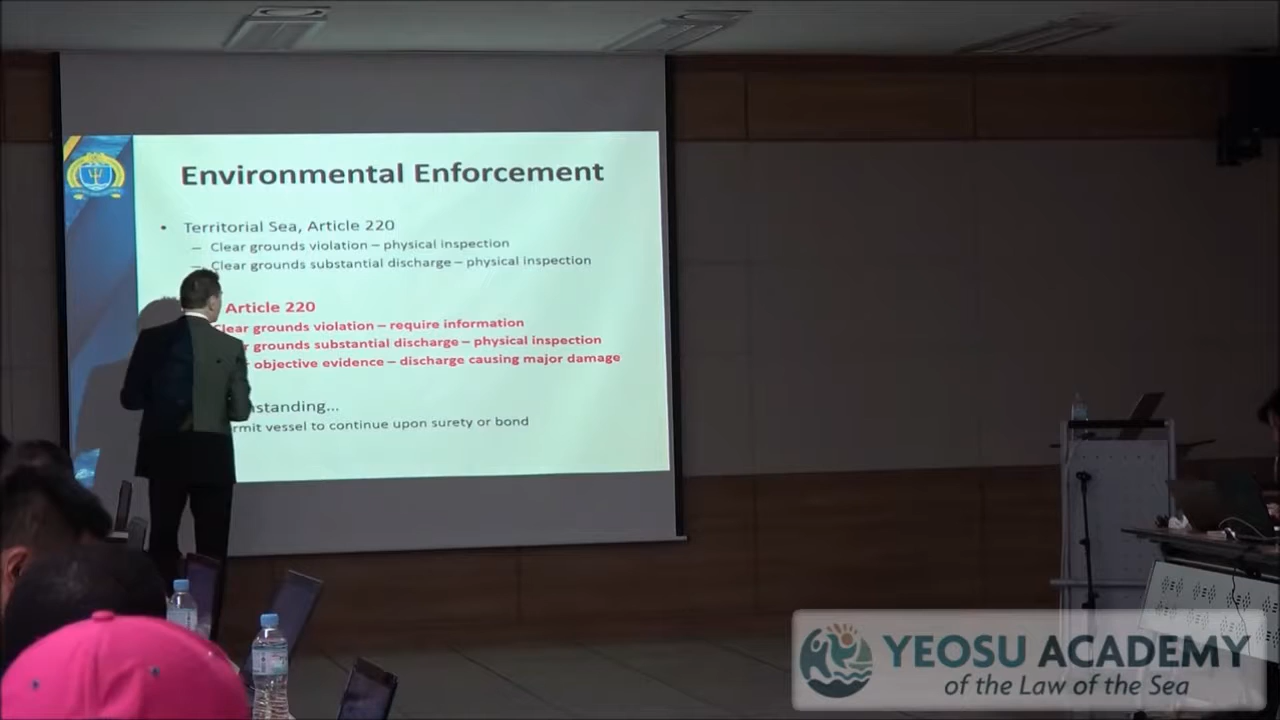 Environmental Enforcement
• Territorial Sea, Article 220
– Clear grounds violation – physical inspection
– Clear grounds substantial discharge – physical inspection
Article 220
Clear grounds violation – require information
grounds substantial discharge – physical inspection
objective evidence – discharge causing major damage
nstanding...
rmit vessel to continue upon surety or bond
YEOSU ACADEMY
of the Law of the Sea